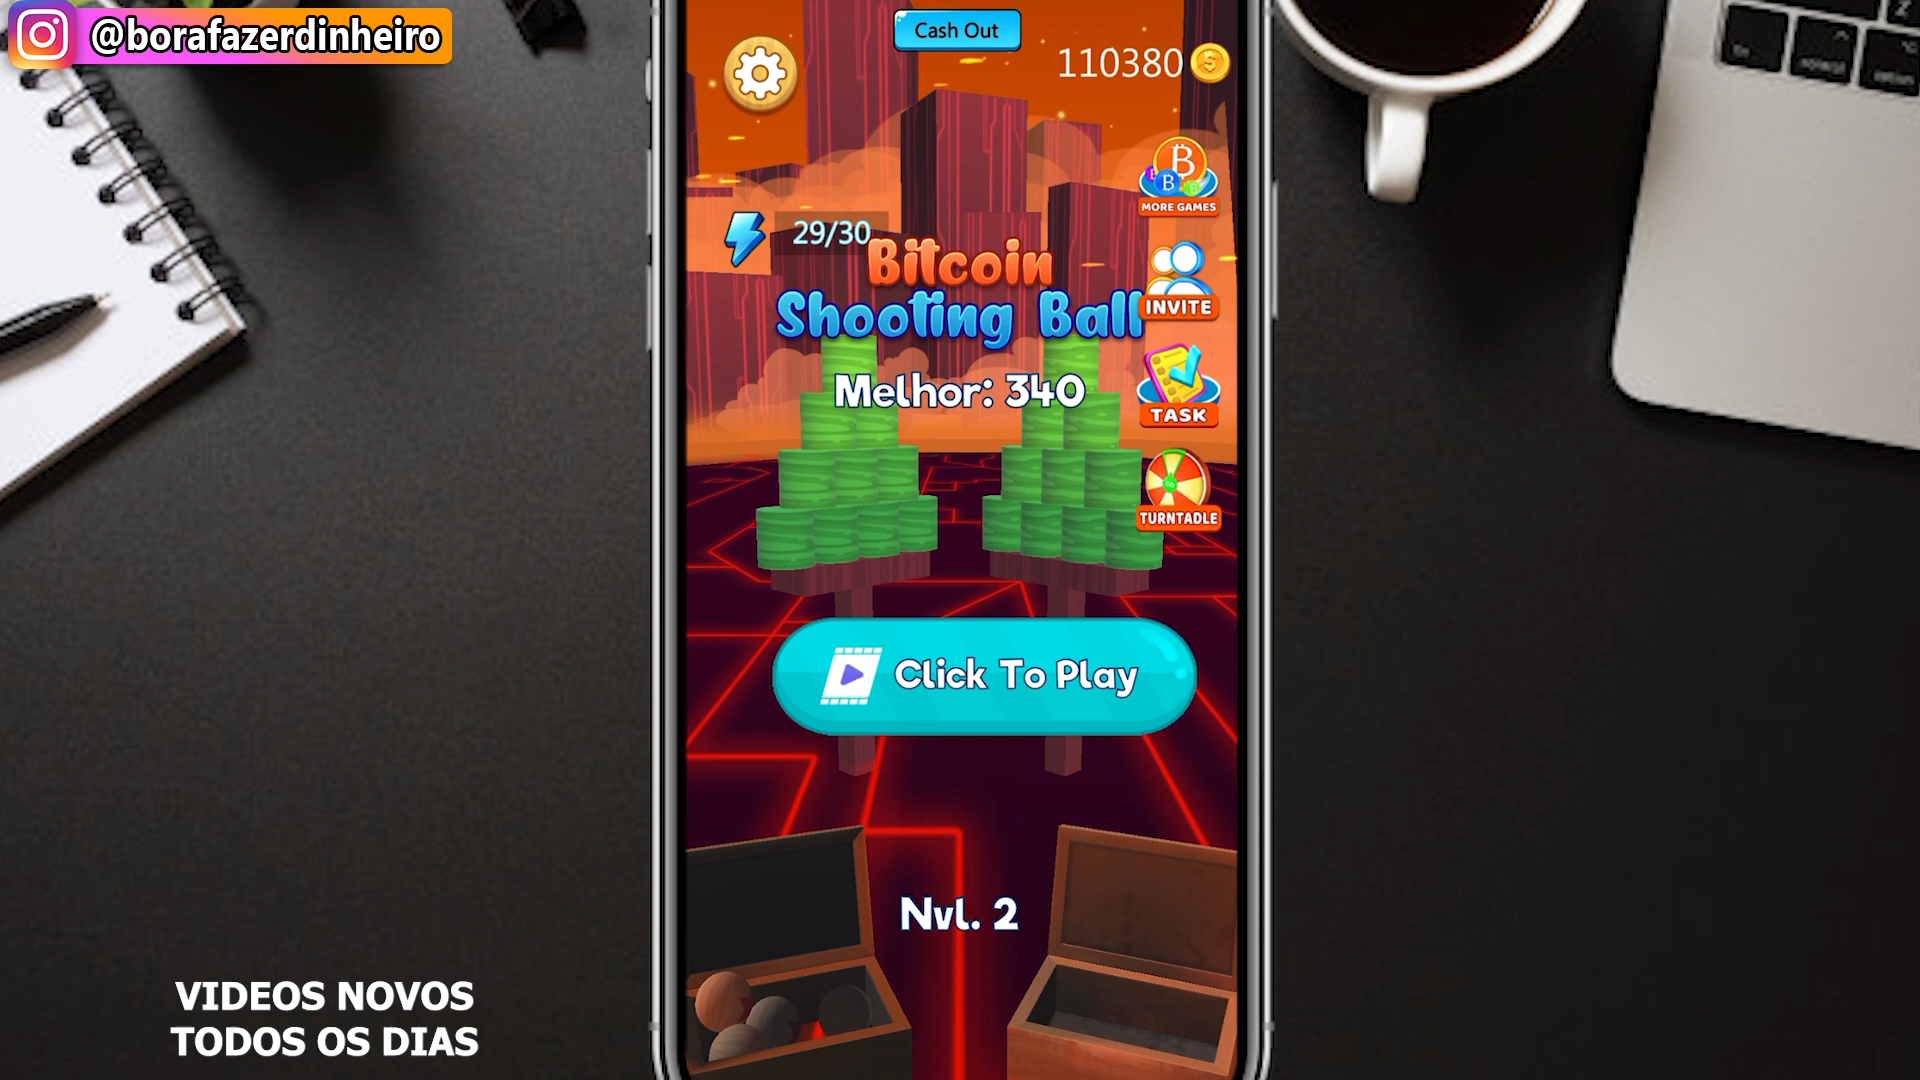 @borafazerdinheiro
Cash Out
110380
MORE GAMES
29/30
Bitcoin
Shooting Ball
INVITE
Melhor: 340
TASK
TURNTADLE
Click To Play
Nvl. 2
VIDEOS NOVOS
TODOS OS DIAS